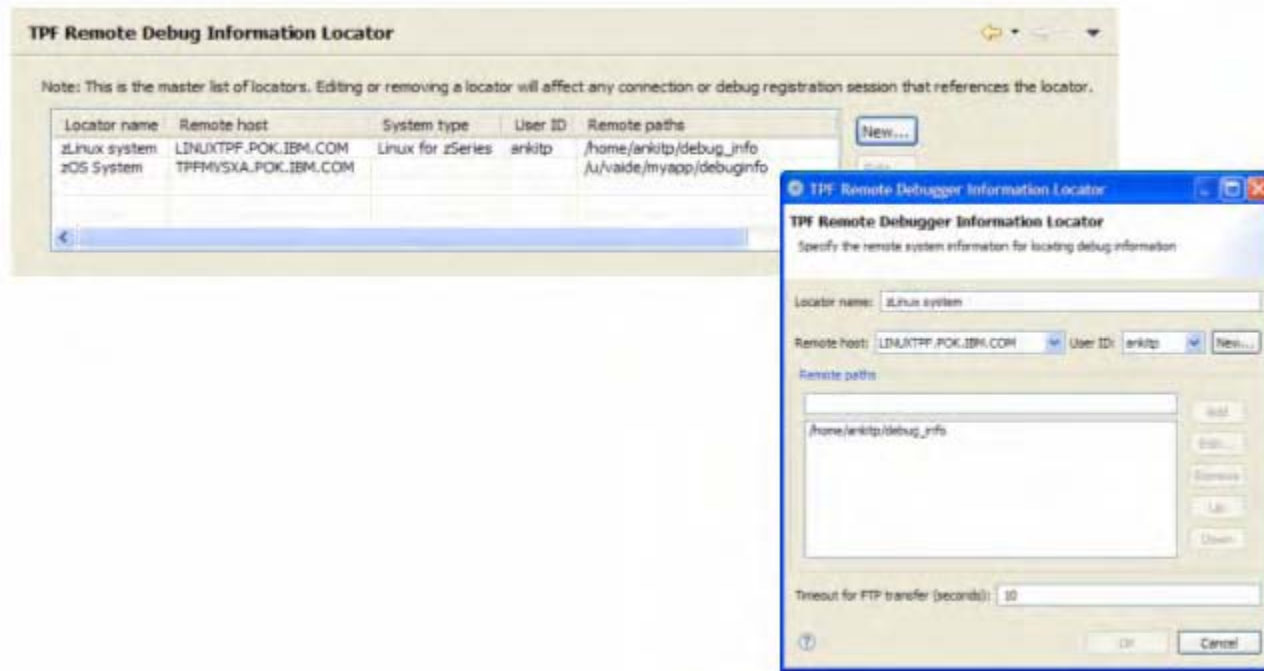 TPF Remote Debug Information Locator
Note: This is the master list of locators. Editing or removing a locator will affect any connection or debug registration session that references the locator.
Locator name Remote host System type User ID Remote paths
zLinux system LINUXTPF.POK.IBM.COM Linux for zSeries ankitp /home/ankitp/debug_info
zOS System TPFMVSXA.POK.IBM.COM /u/vaide/myapp/debuginfo
New...
TPF Remote Debugger Information Locator
TPF Remote Debugger Information Locator
Specify the remote system information for locating debug information
Locator name: zLinux system
Remote host: LINUXTPF.POK.IBM.COM User ID: ankitp New...
Remote paths
Add
/home/ankitp/debug_info
Edit...
Remove
Up
Down
Timeout for FTP transfer (seconds): 10
OK Cancel